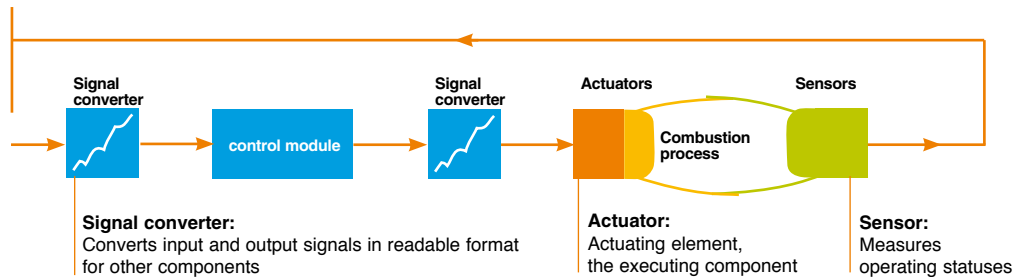 Signal
converter
control module
Signal
converter
Actuators
Combustion
process
Sensors
Signal converter:
Converts input and output signals in readable format
for other components
Actuator:
Actuating element,
the executing component
Sensor:
Measures
operating statuses